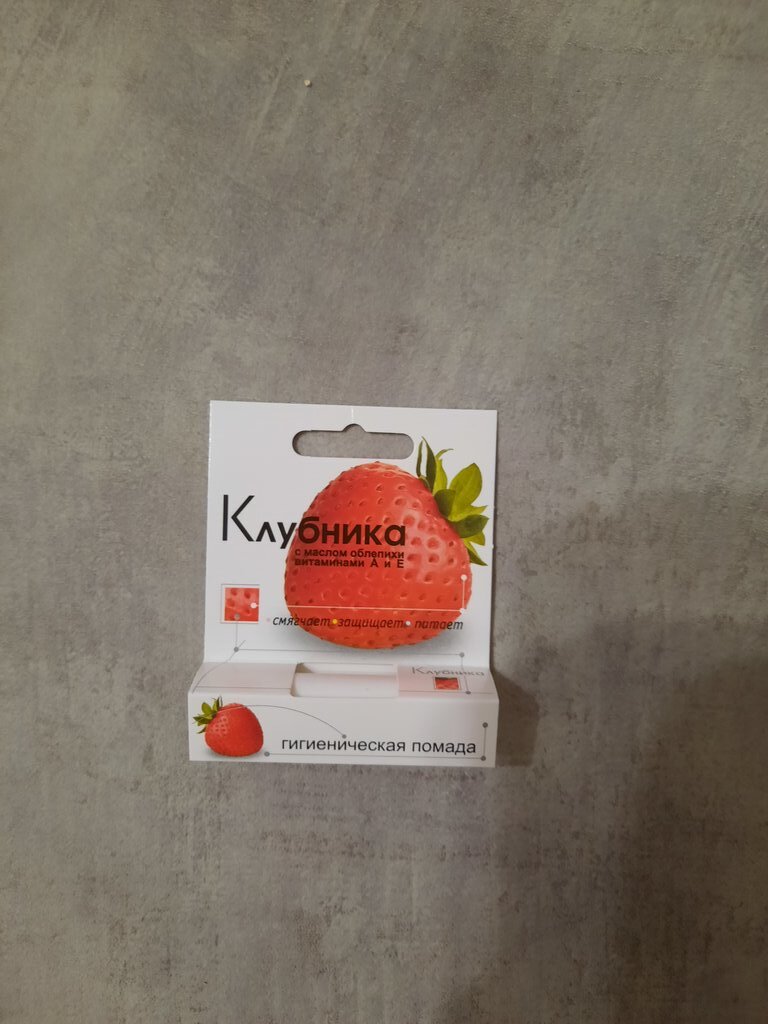 Клубника
с маслом облепихи
витаминами А и Е
смягчает защищает питает
Клубника
гигиеническая помада